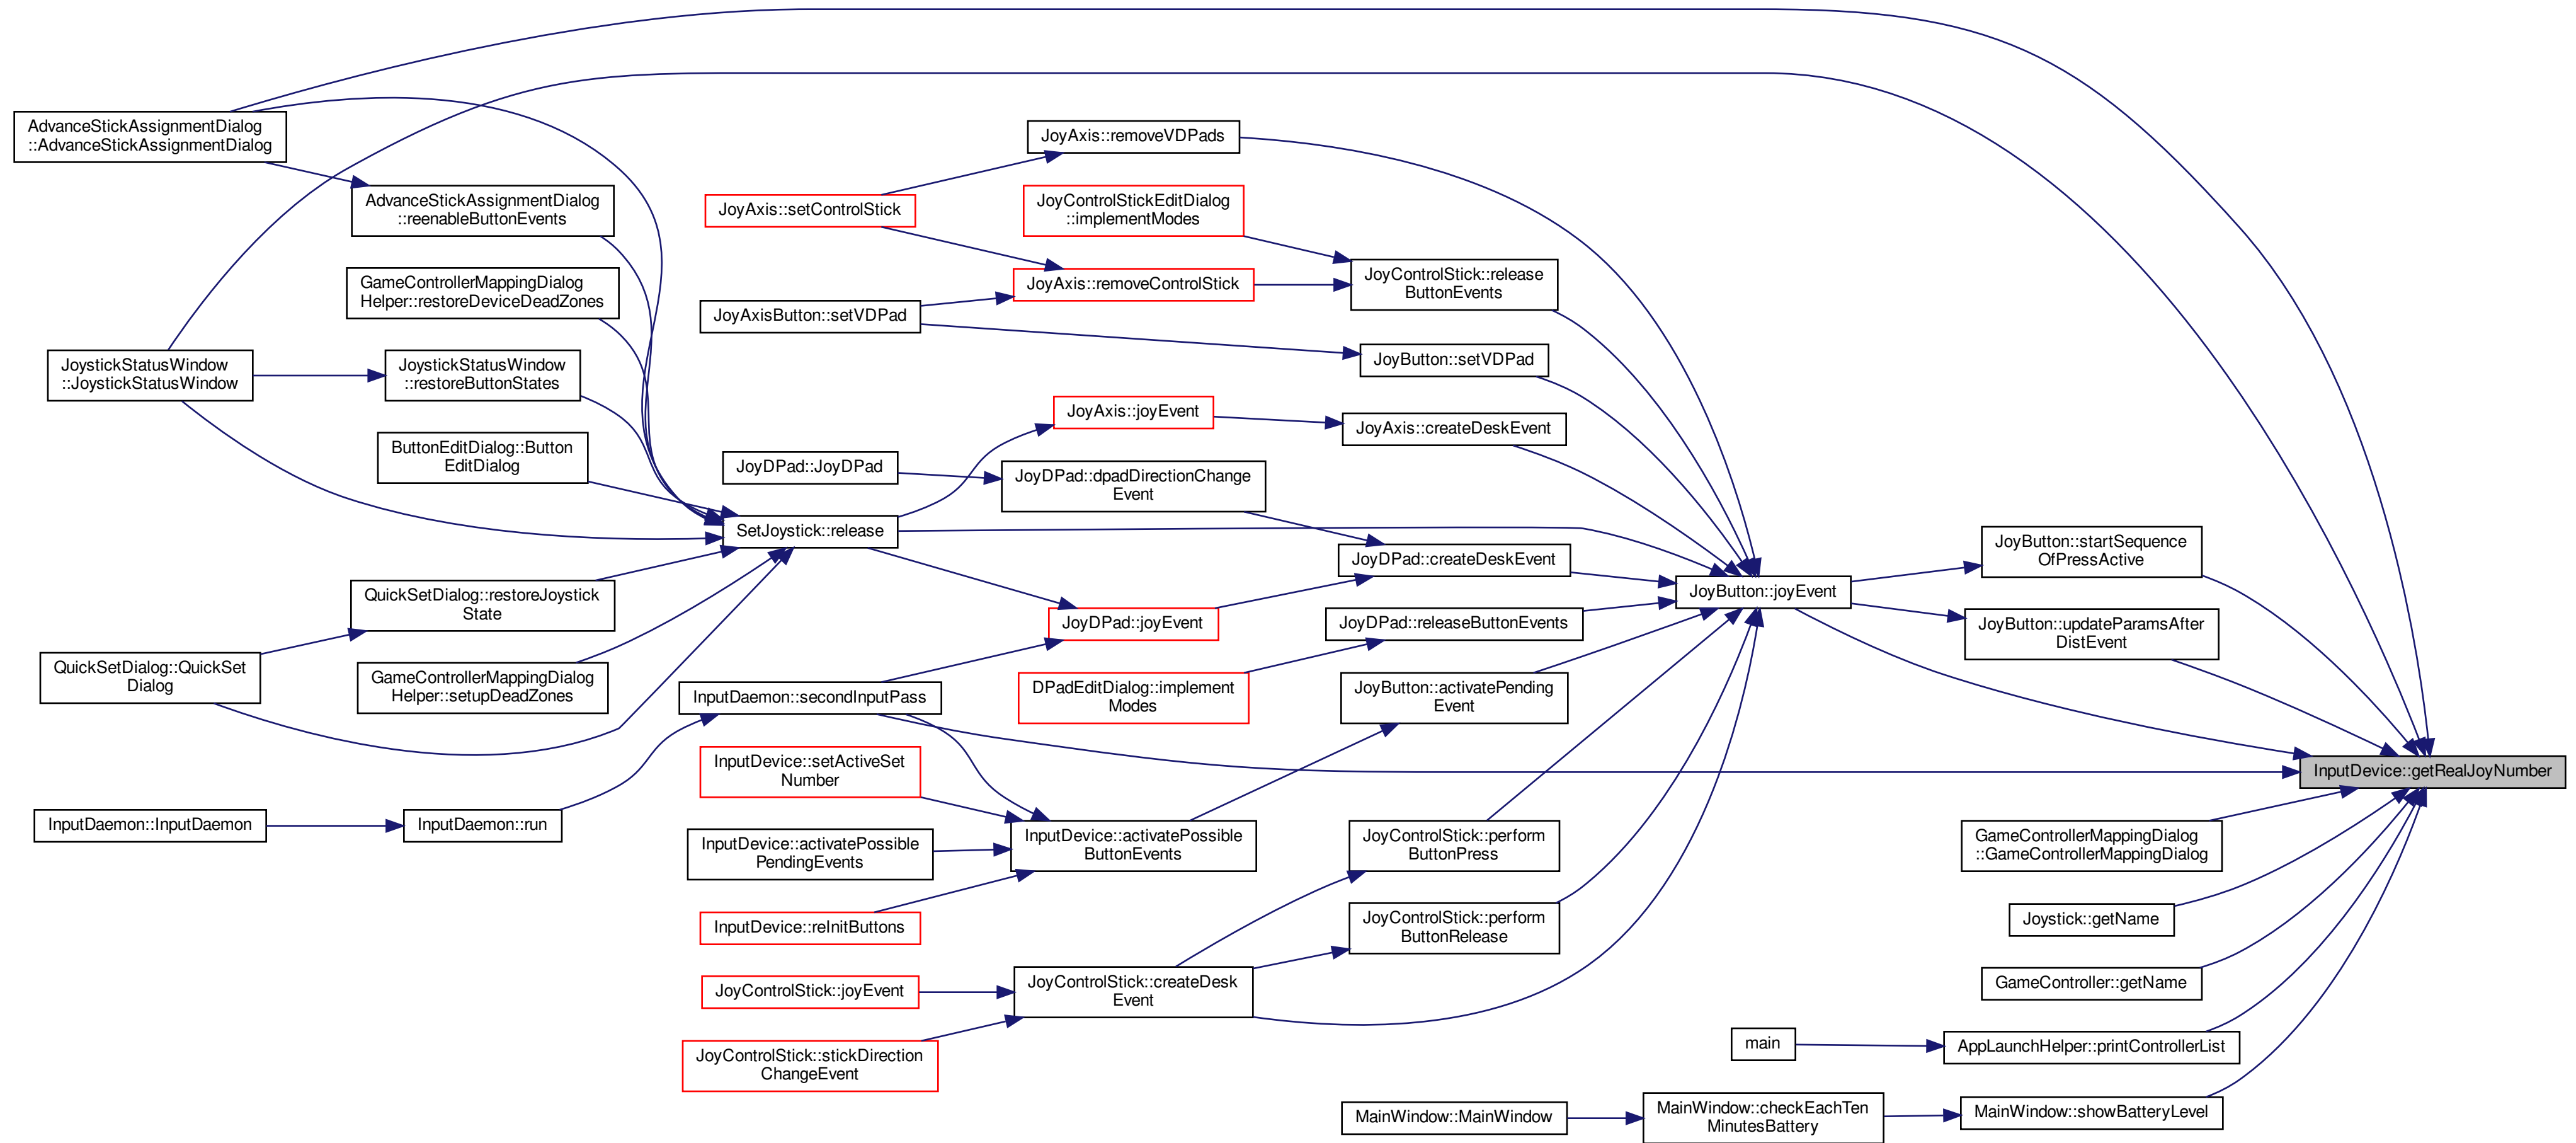 AdvanceStickAssignmentDialog
::AdvanceStickAssignmentDialog
AdvanceStickAssignmentDialog
::reenableButtonEvents
GameControllerMappingDialog
Helper::restoreDeviceDeadZones
JoystickStatusWindow
::JoystickStatusWindow
JoystickStatusWindow
::restoreButtonStates
ButtonEditDialog::Button
EditDialog
QuickSetDialog::restoreJoystick
State
QuickSetDialog::QuickSet
Dialog
GameControllerMappingDialog
Helper::setupDeadZones
InputDaemon::InputDaemon
InputDaemon::run
JoyAxis::setControlStick
JoyAxisButton::setVDPad
JoyDPad::JoyDPad
SetJoystick::release
InputDaemon::secondInputPass
InputDevice::setActiveSet
Number
InputDevice::activatePossible
PendingEvents
InputDevice::reInitButtons
JoyControlStick::joyEvent
JoyControlStick::stickDirection
ChangeEvent
JoyAxis::removeVDPads
JoyControlStickEditDialog
::implementModes
JoyAxis::removeControlStick
JoyAxis::joyEvent
JoyDPad::dpadDirectionChange
Event
JoyDPad::joyEvent
DPadEditDialog::implement
Modes
InputDevice::activatePossible
ButtonEvents
JoyControlStick::createDesk
Event
JoyControlStick::release
ButtonEvents
JoyButton::setVDPad
JoyAxis::createDeskEvent
JoyDPad::createDeskEvent
JoyDPad::releaseButtonEvents
JoyButton::activatePending
Event
JoyControlStick::perform
ButtonPress
JoyControlStick::perform
ButtonRelease
MainWindow::MainWindow
JoyButton::joyEvent
main
MainWindow::checkEachTen
MinutesBattery
JoyButton::startSequence
OfPressActive
JoyButton::updateParamsAfter
DistEvent
GameControllerMappingDialog
::GameControllerMappingDialog
Joystick::getName
GameController::getName
AppLaunchHelper::printControllerList
MainWindow::showBatteryLevel
InputDevice::getRealJoyNumber